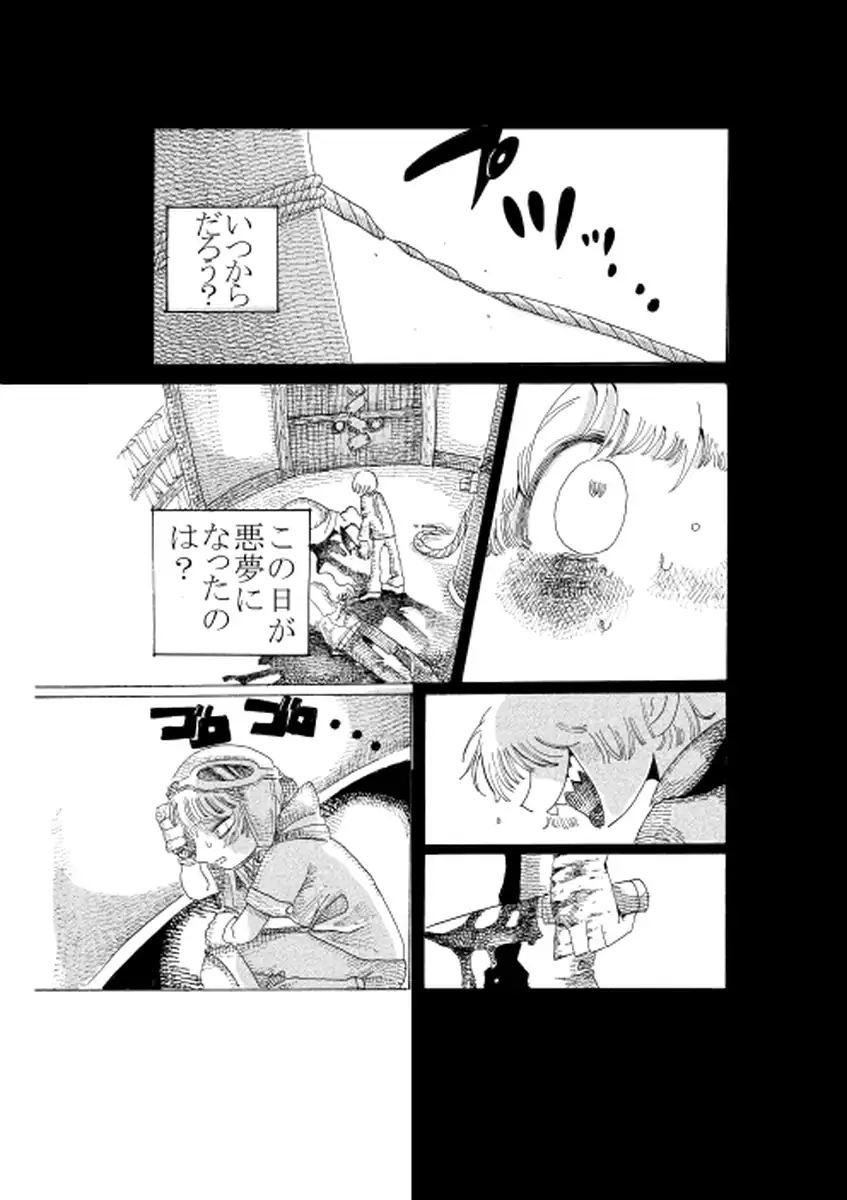 プツッ・・・
いつから
だろう？
この日が
悪夢に
なったの
は？
ゴロゴロ・・・